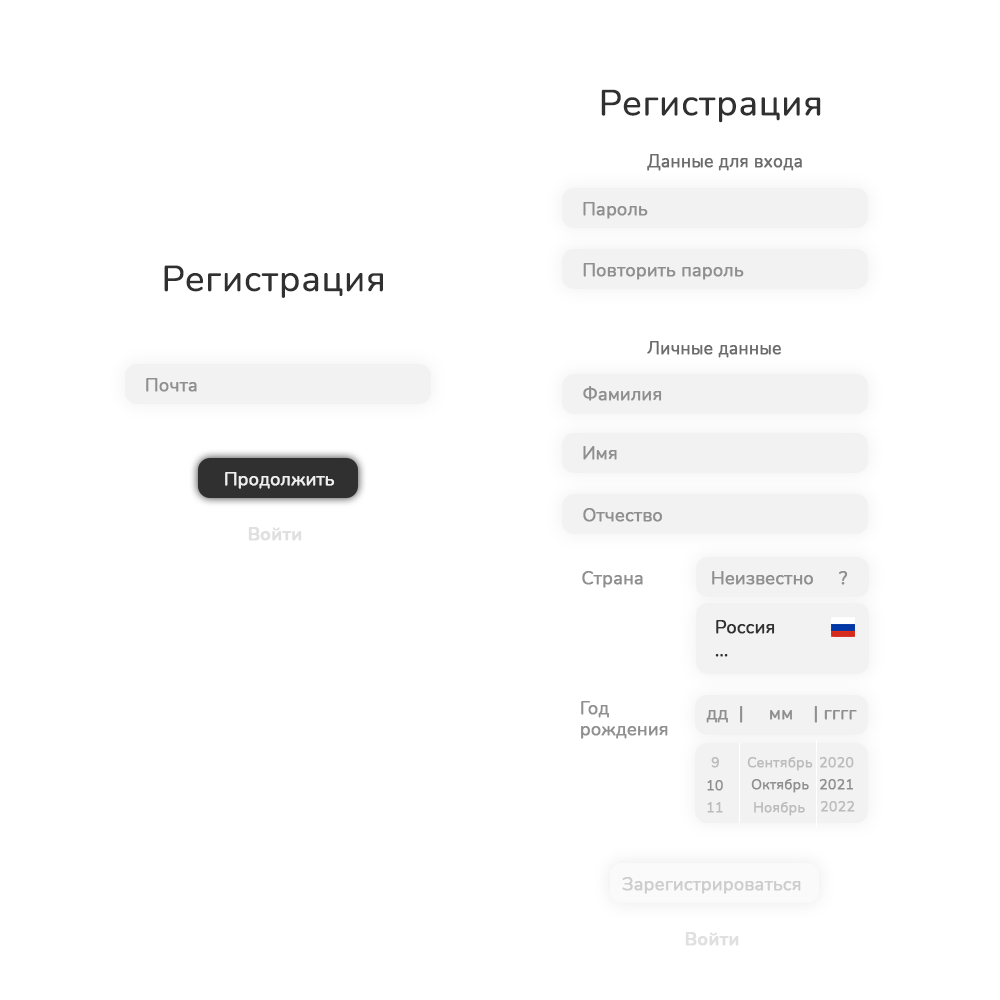 Регистрация
Почта
Продолжить
Войти
Регистрация
Данные для входа
Пароль
Повторить пароль
Личные данные
Фамилия
Имя
Отчество
Страна
Неизвестно ?
Россия
...
Год
рождения
дд | мм | гггг
9 Сентябрь 2020
10 Октябрь 2021
11 Ноябрь 2022
Зарегистрироваться
Войти